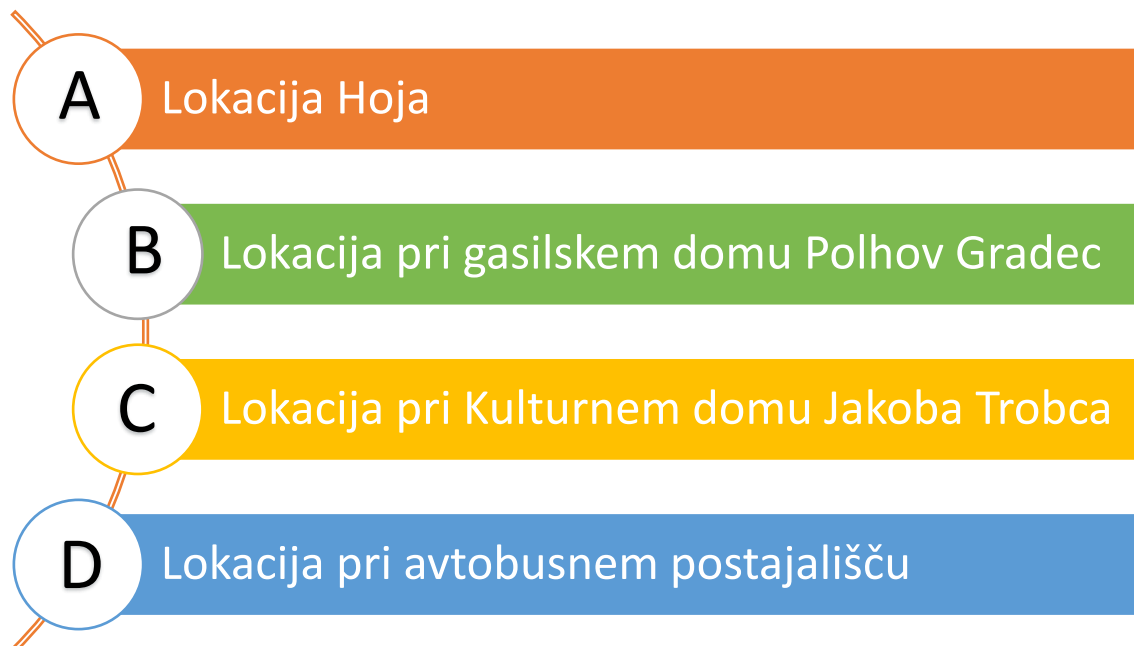 A
Lokacija Hoja
B
Lokacija pri gasilskem domu Polhov Gradec
C
Lokacija pri Kulturnem domu Jakoba Trobca
D
Lokacija pri avtobusnem postajališču